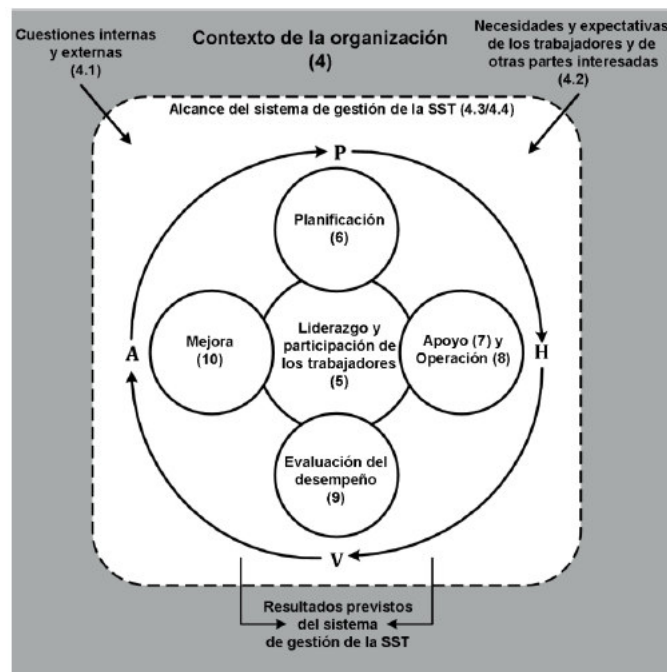 Cuestiones internas
y externas
(4.1)
Contexto de la organización
(4)
Necesidades y expectativas
de los trabajadores y de
otras partes interesadas
(4.2)
Alcance del sistema de gestión de la SST (4.3/4.4)
P
Planificación
(6)
A
Mejora
(10)
Liderazgo y
participación de
los trabajadores
(5)
Apoyo (7) y
Operación (8)
H
Evaluación del
desempeño
(9)
V
Resultados previstos
del sistema
de gestión de la SST